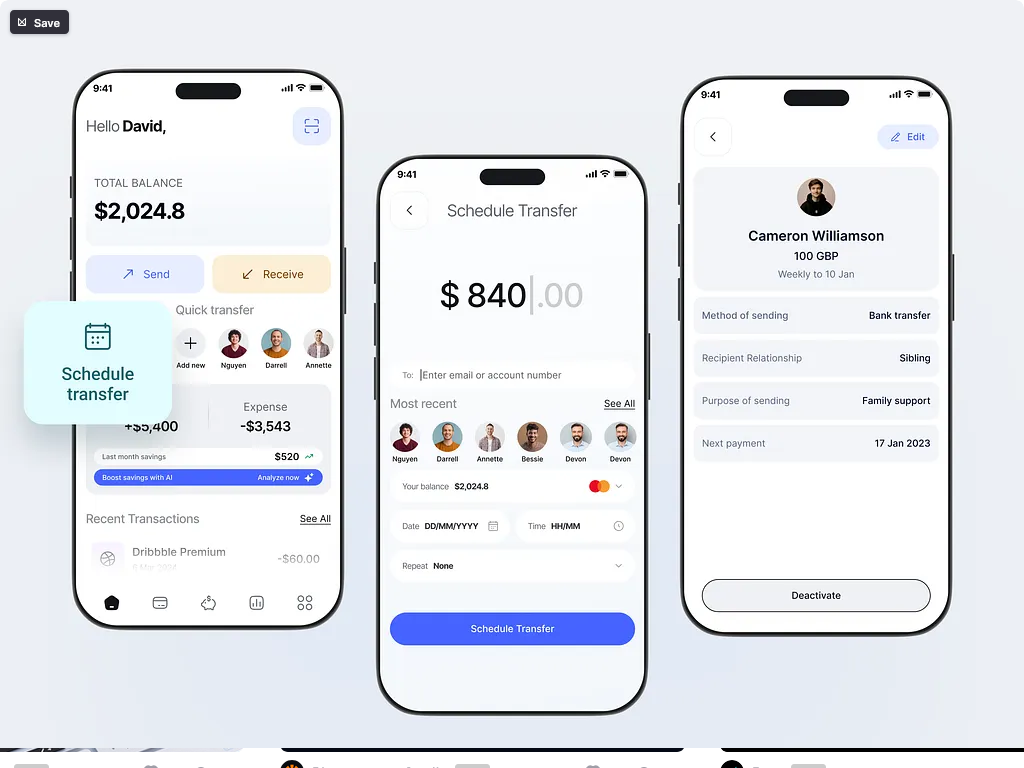 Save
9:41
Hello David,
TOTAL BALANCE
$2,024.8
Send
Receive
Quick transfer
Add new
Nguyen
Darrell
Annette
Schedule
transfer
+$5,400
Expense
-$3,543
Last month savings
$520
Boost savings with AI
Analyze now
Recent Transactions
See All
Dribbble Premium
-$60.00
9:41
Schedule Transfer
$ 840.00
To: Enter email or account number
Most recent
See All
Nguyen
Darrell
Annette
Bessie
Devon
Devon
Your balance $2,024.8
Date DD/MM/YYYY
Time HH/MM
Repeat None
Schedule Transfer
9:41
Edit
Cameron Williamson
100 GBP
Weekly to 10 Jan
Method of sending
Bank transfer
Recipient Relationship
Sibling
Purpose of sending
Family support
Next payment
17 Jan 2023
Deactivate